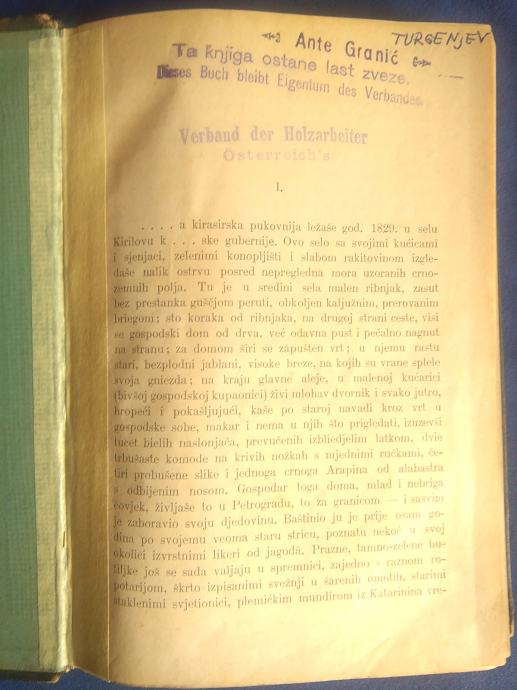 Ante Granić
TURGENJEV
Ta knjiga ostane last zveze.
Dieses Buch bleibt Eigentum des Verbandes.
Verband der Holzarbeiter
Österreich's
I.
. . . . a kirasirska pukovnija ležaše god. 1829. u selu
Kirilovu k . . . ske gubernije. Ovo selo sa svojimi kućicami
i sjenjaci, zelenimi konopljišti i slabom rakitovinom izgle-
daše nalik ostrvu posred nepregledna mora uzoranih crno-
zemnih polja. Tu je u sredini sela malen ribnjak, zasut
bez prestanka gušćjom peruti, obkoljen kaljužnim, prerovanim
briegom; sto koraka od ribnjaka, na drugoj strani ceste, visi
se gospodski dom od drva, već odavna pust i pečalno nagnut
na stranu; za domom širi se zapušten vrt; u njemu rastu
stari, bezplodni jablani, visoke breze, na kojih su vrane splele
svoja gniezda; na kraju glavne aleje, u malenoj kućarici
(bivšoj gospodskoj kupaonici) živi mlohav dvornik i svako jutro,
hropeći i pokašljujući, kaše po staroj navadi kroz vrt u
gospodske sobe, makar i nema u njih što prigledati, izuzevši
tucet bielih naslonjača, prevučenih izbliedjelim latkom, dvie
trbušaste komode na krivih nožkah s mjednimi ručkami, če-
tiri probušene slike i jednoga crnoga Arapina od alabastra
s odbijenim nosom. Gospodar toga doma, mlad i nebriga
čovjek, življaše to u Petrogradu, to za granicom — i sasvim
je zaboravio svoju djedovinu. Baštinio ju je prije osam go-
dina po svojemu veoma staru stricu, poznatu nekoć u svoj
okolici izvrstnimi likeri od jagodâ. Prazne, tamno-zelene bu-
tiljke još se sada valjaju u spremnici, zajedno s raznom ro-
potarijom, škrto izpisanimi svežnji u šarenih omotih, starimi
staklenimi svjetionici, plemićkim mundirom iz Katarinina vre-